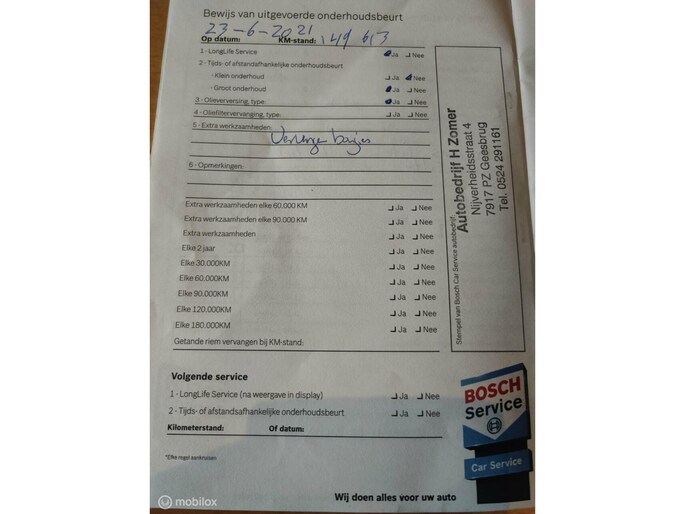 Bewijs van uitgevoerde onderhoudsbeurt
23-6-2021
Op datum: KM-stand: 149 613
1 - LongLife Service Ja Nee
2 - Tijds- of afstandafhankelijke onderhoudsbeurt
- Klein onderhoud Ja Nee
- Groot onderhoud Ja Nee
3 - Olieverversing, type: Ja Nee
4 - Oliefiltervervanging, type: Ja Nee
5 - Extra werkzaamheden:
6 - Opmerkingen:
Extra werkzaamheden elke 60.000 KM Ja Nee
Extra werkzaamheden elke 90.000 KM Ja Nee
Extra werkzaamheden Ja Nee
Elke 2 jaar Ja Nee
Elke 30.000KM Ja Nee
Elke 60.000KM Ja Nee
Elke 90.000KM Ja Nee
Elke 120.000KM Ja Nee
Elke 180.000KM Ja Nee
Getande riem vervangen bij KM-stand:
Stempel van Bosch Car Service autobedrijf
Autobedrijf H Zomer
Nijverheidsstraat 4
7917 PZ Geesbrug
Tel. 0524 291161
Volgende service
1 - LongLife Service (na weergave in display) Ja Nee
2 - Tijds- of afstandsafhankelijke onderhoudsbeurt Ja Nee
Kilometerstand: Of datum:
*Elke regel aankruisen
BOSCH
Service
Car Service
Wij doen alles voor uw auto
mobilox